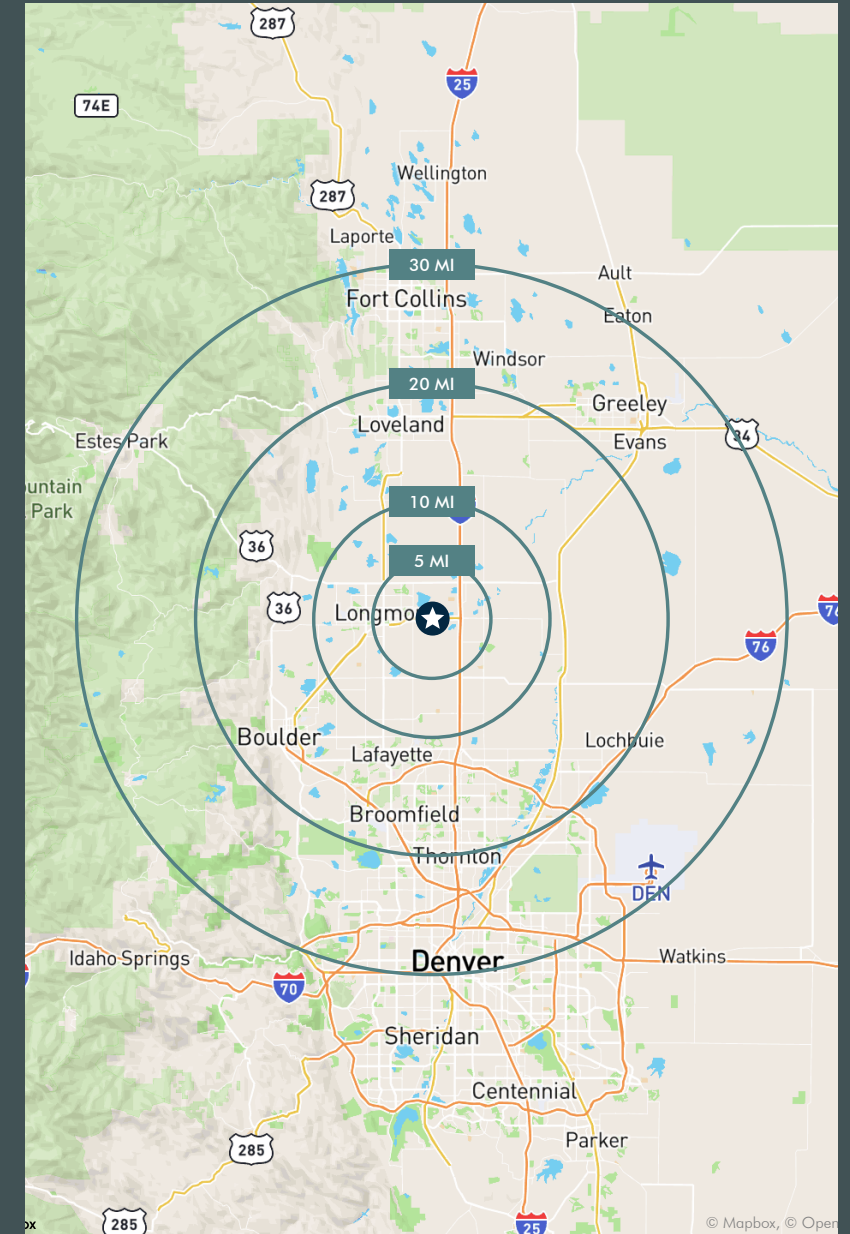 287
25
74E
Wellington
287
Laporte
30 MI
Ault
Fort Collins
Eaton
Windsor
20 MI
Greeley
Loveland
34
Estes Park
Evans
untain
Park
10 MI
36
5 MI
36
Longmo
76
76
Boulder
Lochbuie
Lafayette
Broomfield
Thornton
DEN
Idaho Springs
Denver
Watkins
70
Sheridan
Centennial
Parker
285
285
25
ox
© Mapbox, © Open